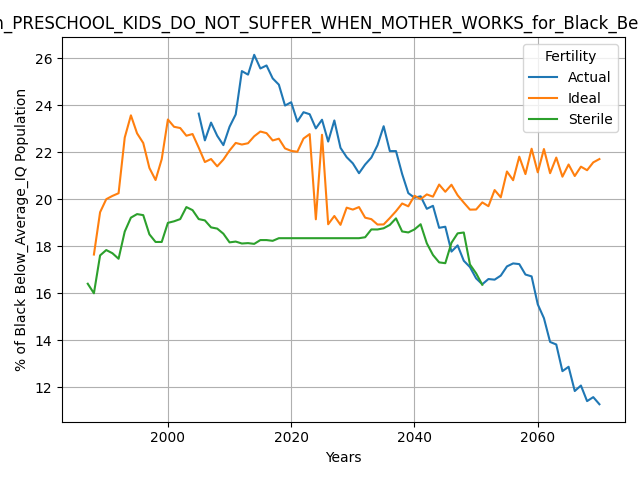 n_PRESCHOOL_KIDS_DO_NOT_SUFFER_WHEN_MOTHER_WORKS_for_Black_Be
Fertility
Actual
Ideal
Sterile
% of Black Below_Average_IQ Population
26
24
22
20
18
16
14
12
2000 2020 2040 2060
Years